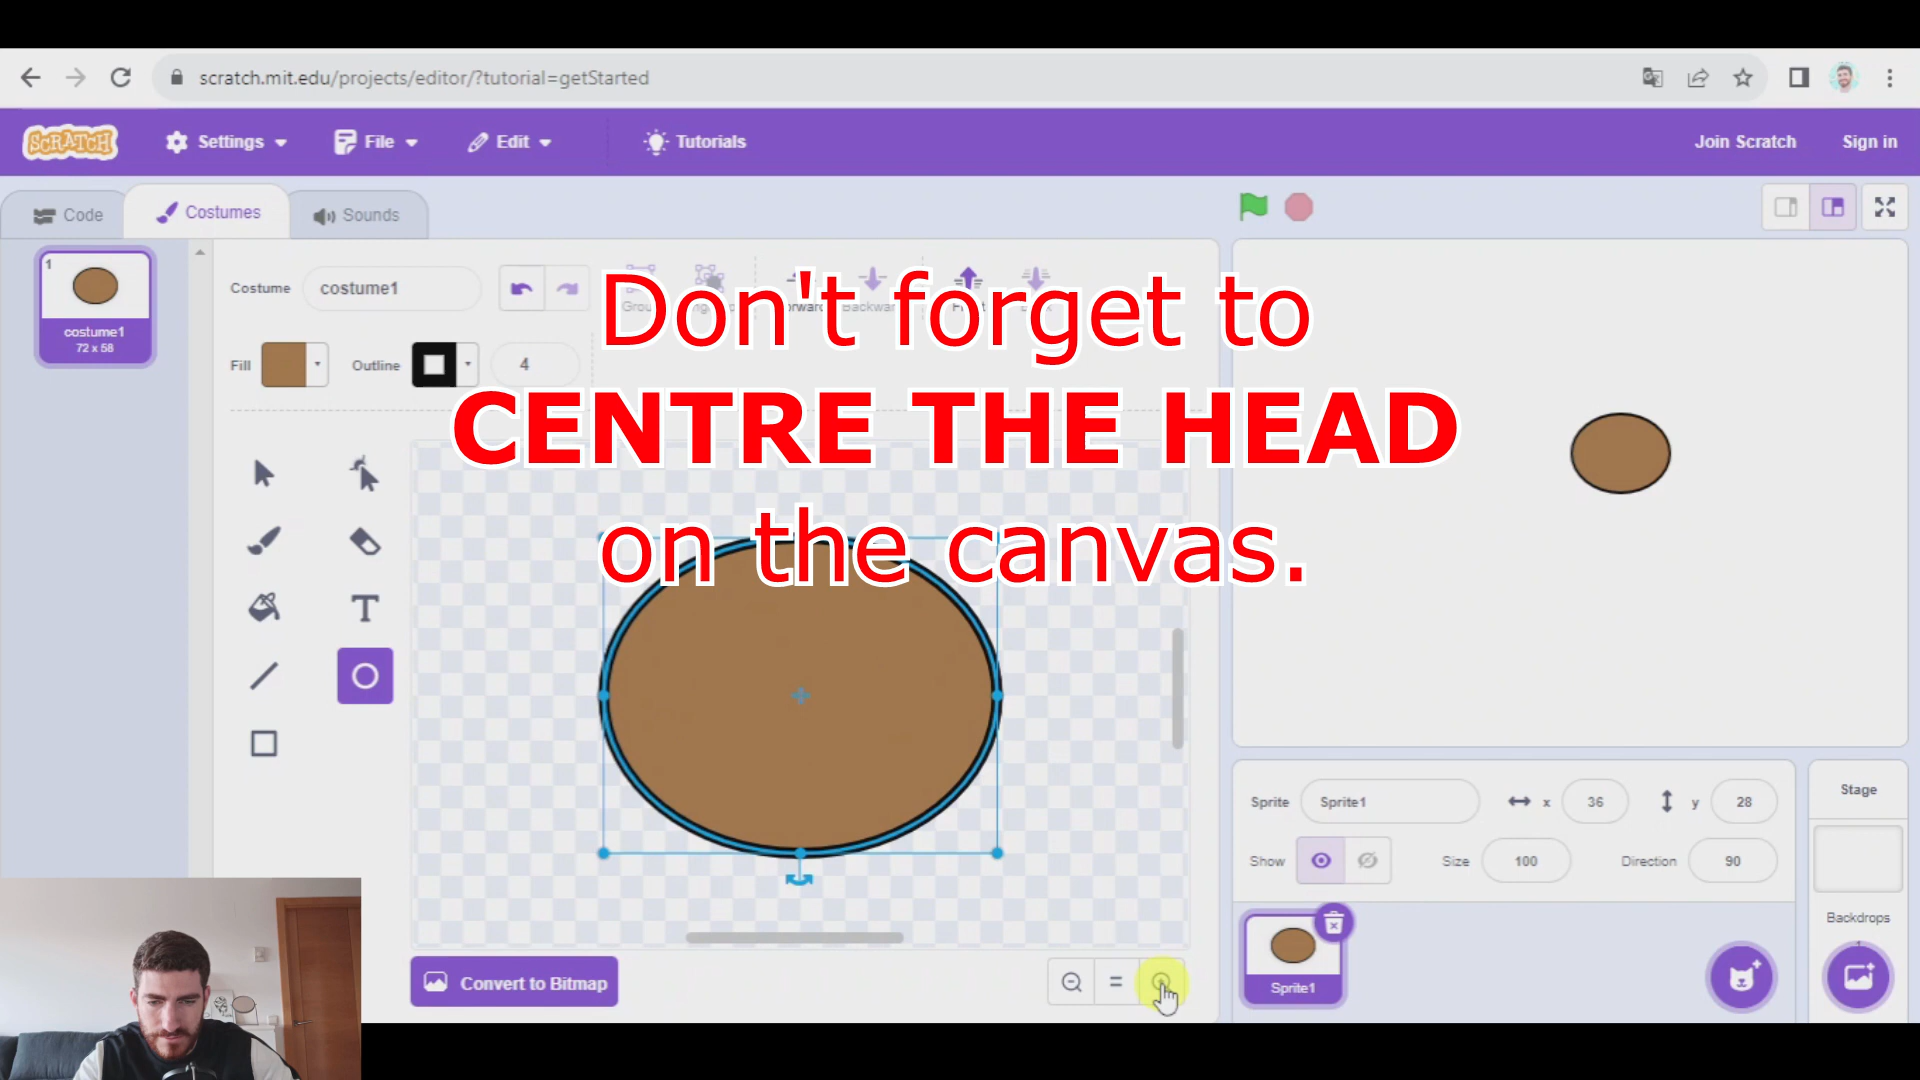 scratch.mit.edu/projects/editor/?tutorial=getStarted
SCRATCH Settings File Edit Tutorials Join Scratch Sign in
Code Costumes Sounds
1
costume1
72 x 58
Costume costume1
Fill Outline 4
Don't forget to
CENTRE THE HEAD
on the canvas.
T
Convert to Bitmap
Sprite Sprite1 x 36 y 28
Show Size 100 Direction 90
Sprite1
Stage
Backdrops
1